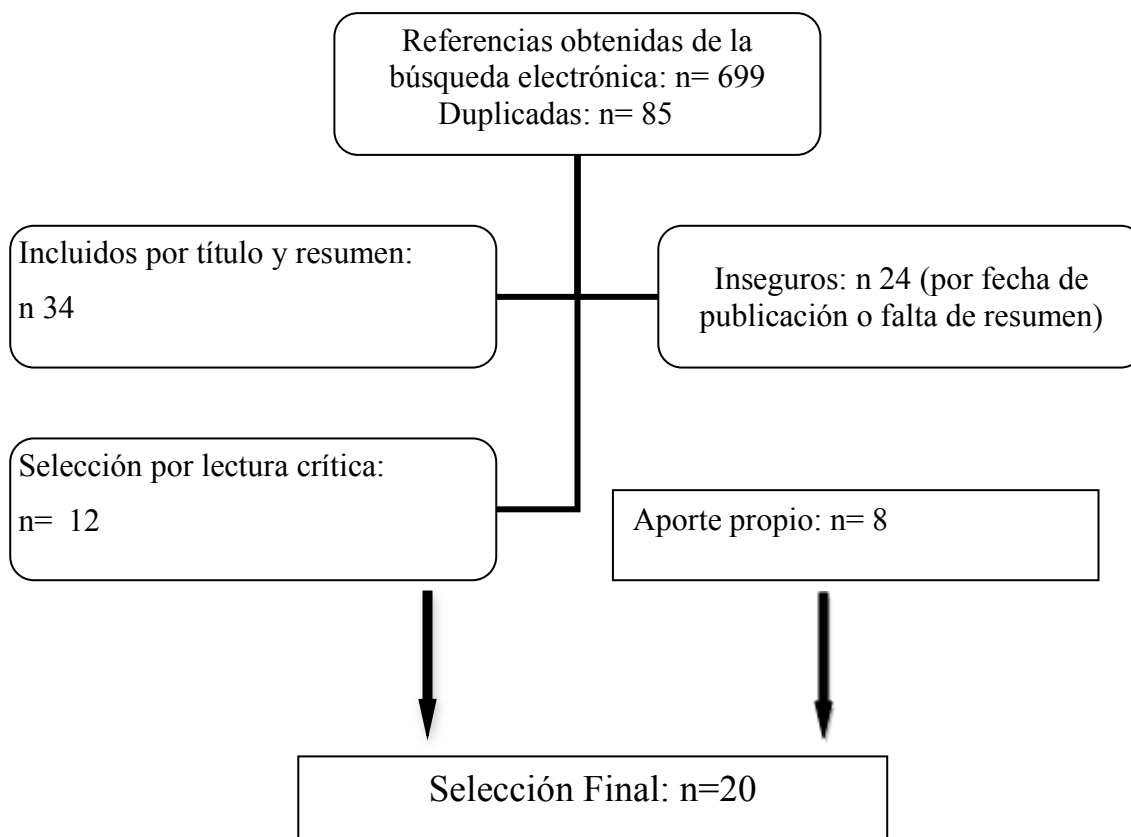 Referencias obtenidas de la
búsqueda electrónica: n= 699
Duplicadas: n= 85
Incluidos por título y resumen:
n 34
Inseguros: n 24 (por fecha de
publicación o falta de resumen)
Selección por lectura crítica:
n=  12
Aporte propio: n= 8
Selección Final: n=20